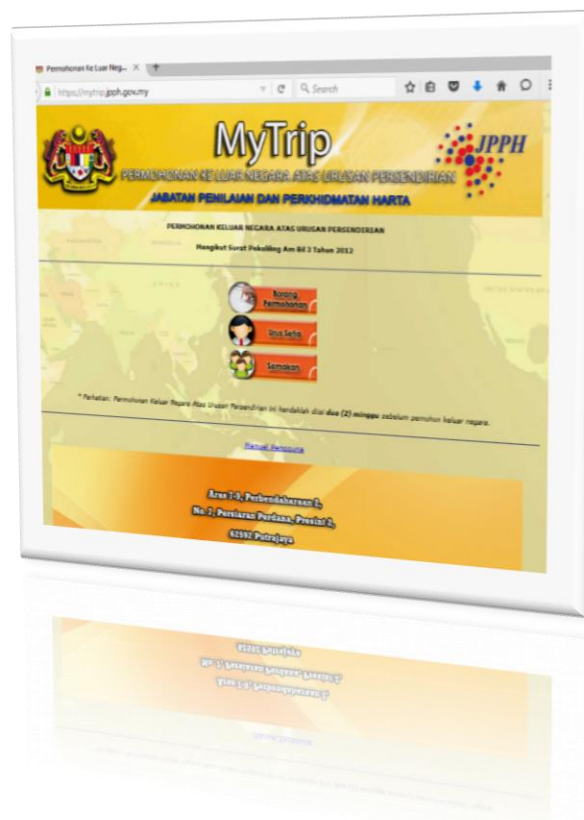 Permohonan Ke Luar Neg...
https://mytrip.jpph.gov.my
Search
MyTrip
JPPH
PERMOHONAN KE LUAR NEGARA ATAS URUSAN PERSENDIRIAN
JABATAN PENILAIAN DAN PERKHIDMATAN HARTA
PERMOHONAN KELUAR NEGARA ATAS URUSAN PERSENDIRIAN
Mengikut Surat Pekeliling Am Bil 3 Tahun 2012
Borang
Permohonan
Urus Setia
Semakan
* Perhatian: Permohonan Keluar Negara Atas Urusan Persendirian ini hendaklah diisi dua (2) minggu sebelum pemohon keluar negara.
Manual Pengguna
Aras 7-9, Perbendaharaan 2,
No. 7, Persiaran Perdana, Presint 2,
62592 Putrajaya